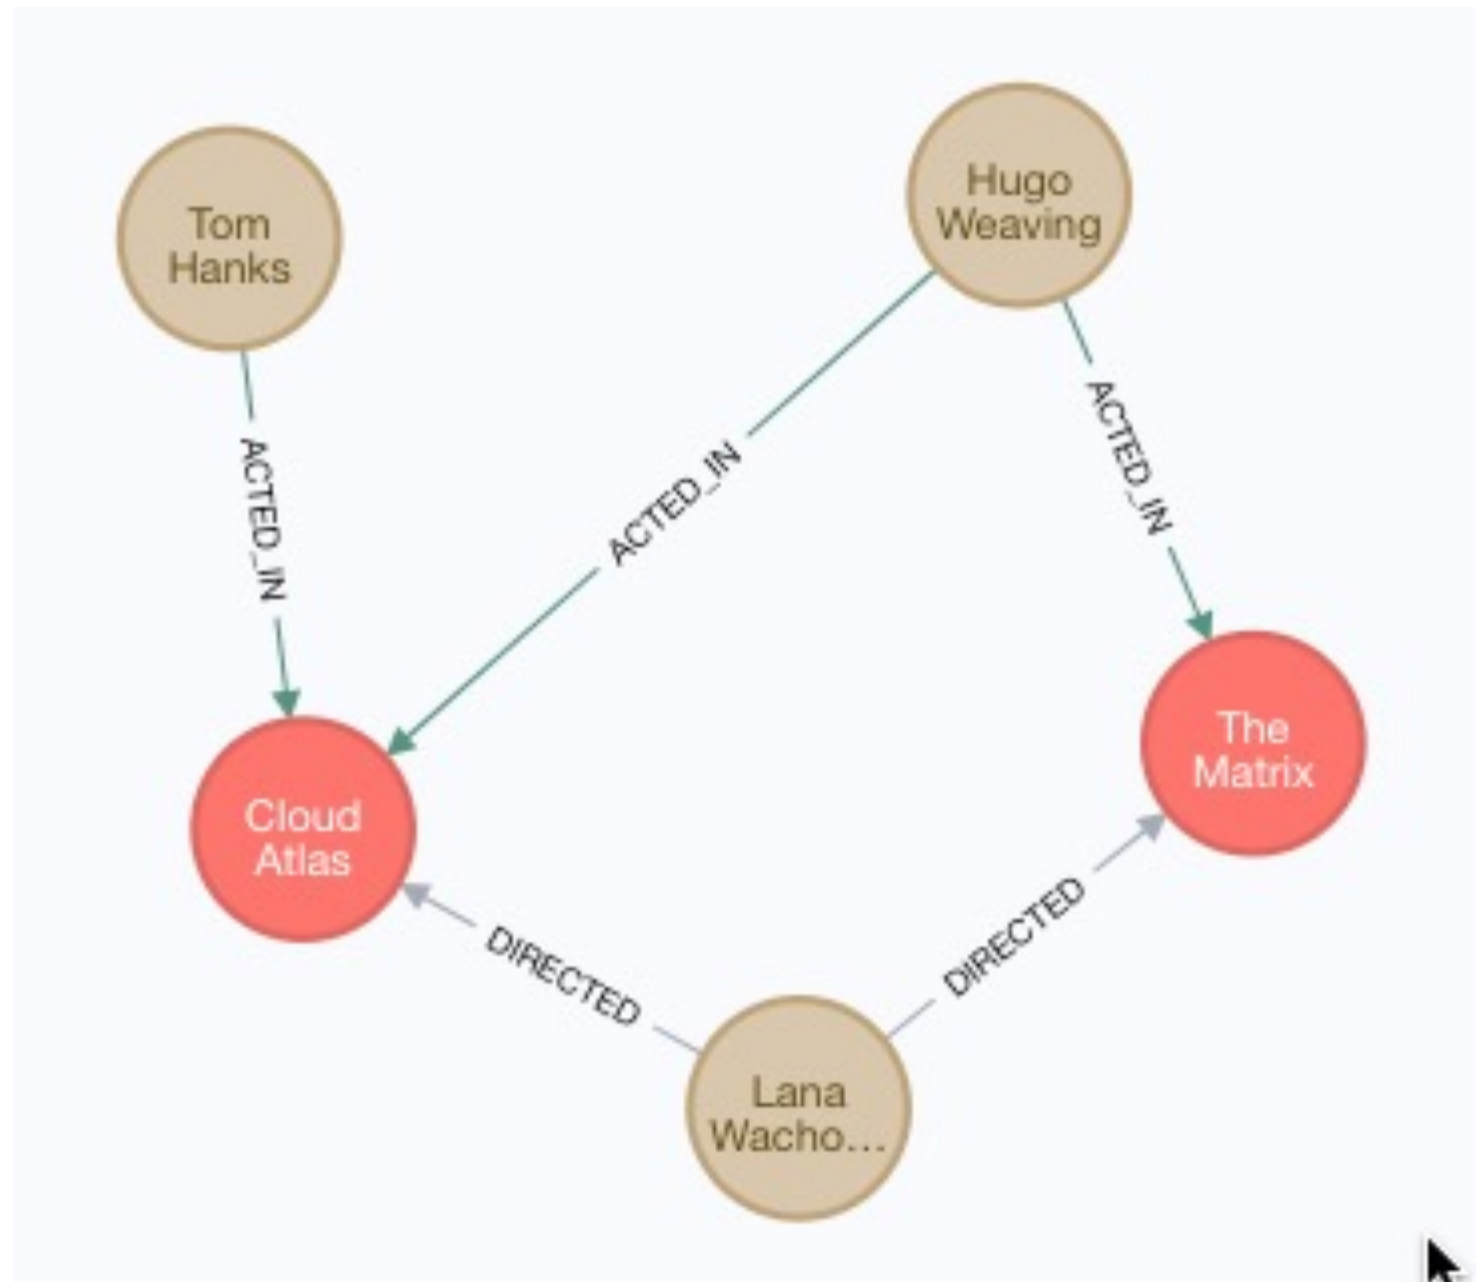 Tom
Hanks
Hugo
Weaving
ACTED_IN
ACTED_IN
ACTED_IN
Cloud
Atlas
The
Matrix
DIRECTED
DIRECTED
Lana
Wacho...